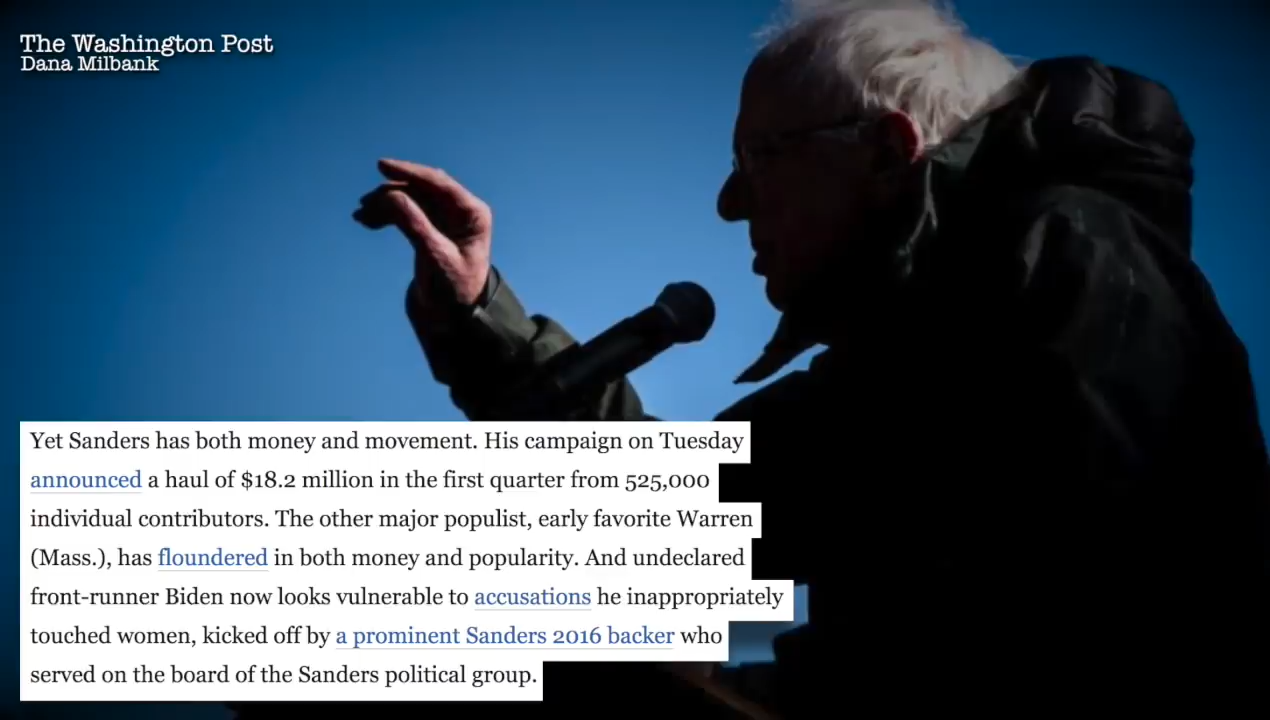 The Washington Post
Dana Milbank
Yet Sanders has both money and movement. His campaign on Tuesday
announced a haul of $18.2 million in the first quarter from 525,000
individual contributors. The other major populist, early favorite Warren
(Mass.), has floundered in both money and popularity. And undeclared
front-runner Biden now looks vulnerable to accusations he inappropriately
touched women, kicked off by a prominent Sanders 2016 backer who
served on the board of the Sanders political group.